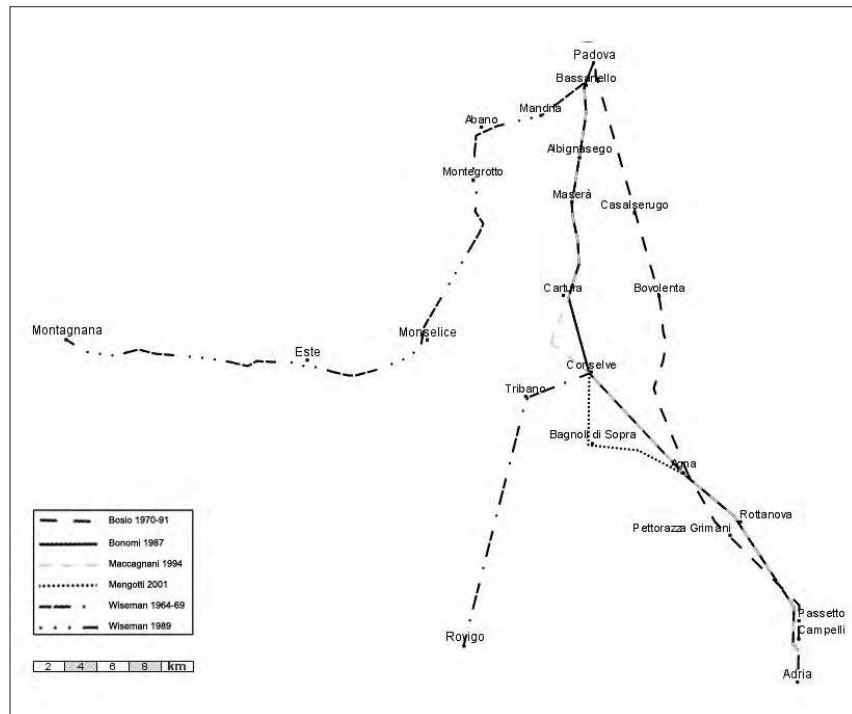 Padova
Bassanello
Mandria
Abano
Albignasego
Montegrotto
Maserà
Casalserugo
Cartura
Bovolenta
Montagnana
Monselice
Este
Conselve
Tribano
Bagnoli di Sopra
Agna
Rottanova
Pettorazza Grimani
Passetto
Campelli
Rovigo
Adria
Bosio 1970-91
Bonomi 1987
Maccagnani 1994
Mengotti 2001
Wiseman 1964-69
Wiseman 1989
2 4 6 8 km